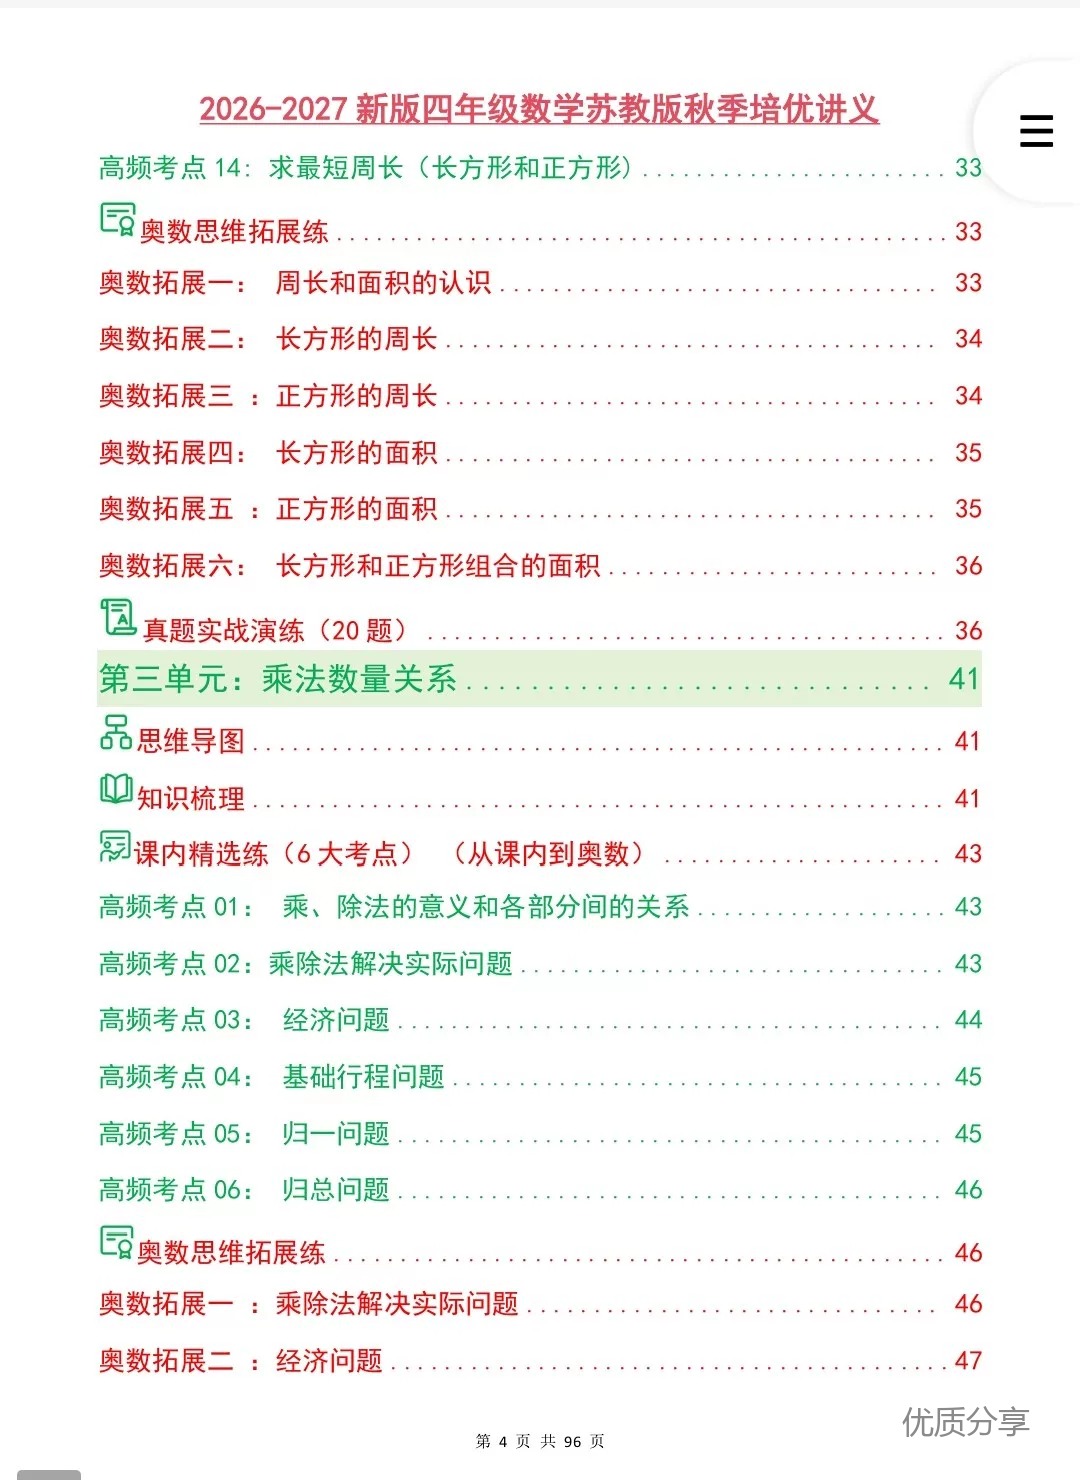 2026-2027 新版四年级数学苏教版秋季培优讲义
高频考点 14: 求最短周长（长方形和正方形）......................33
奥数思维拓展练......................33
奥数拓展一： 周长和面积的认识......................33
奥数拓展二： 长方形的周长......................34
奥数拓展三 ：正方形的周长......................34
奥数拓展四： 长方形的面积......................35
奥数拓展五 ：正方形的面积......................35
奥数拓展六： 长方形和正方形组合的面积......................36
真题实战演练（20 题）......................36
第三单元：乘法数量关系......................41
思维导图......................41
知识梳理......................41
课内精选练（6 大考点） （从课内到奥数）......................43
高频考点 01： 乘、除法的意义和各部分间的关系......................43
高频考点 02：乘除法解决实际问题......................43
高频考点 03： 经济问题......................44
高频考点 04： 基础行程问题......................45
高频考点 05： 归一问题......................45
高频考点 06： 归总问题......................46
奥数思维拓展练......................46
奥数拓展一 ：乘除法解决实际问题......................46
奥数拓展二 ：经济问题......................47
优质分享
第 4 页 共 96 页